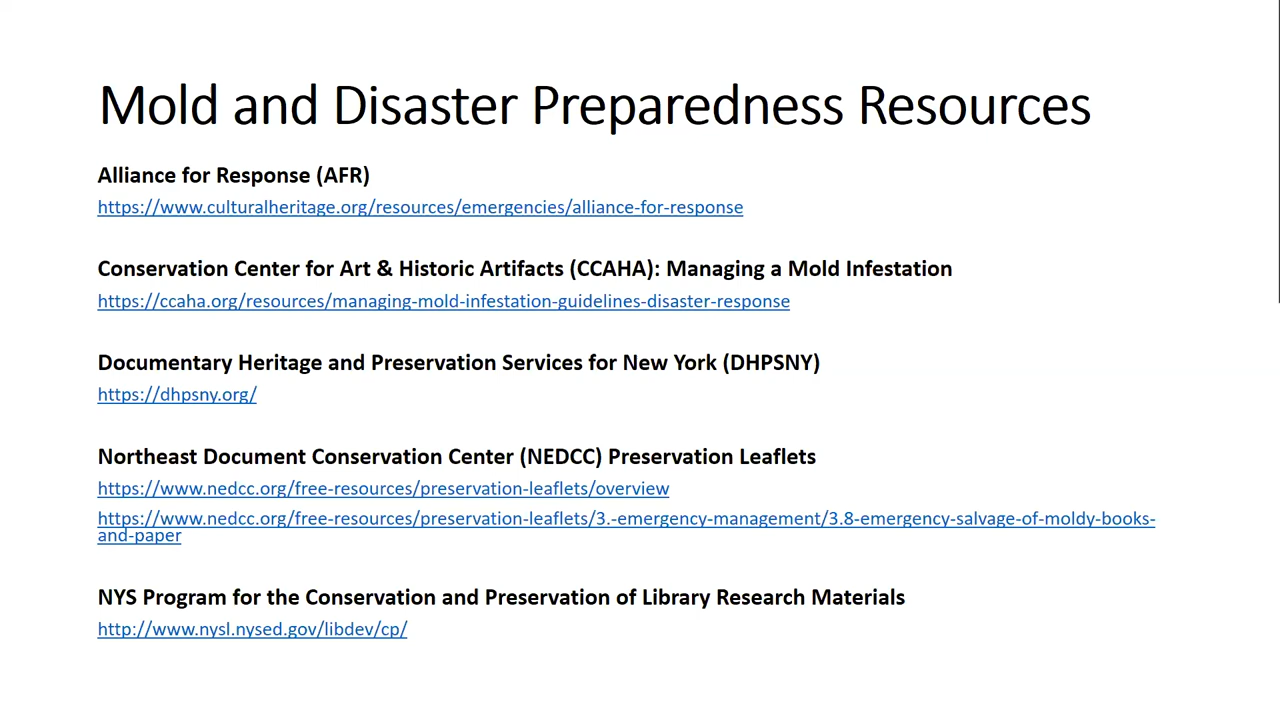 Mold and Disaster Preparedness Resources
Alliance for Response (AFR)
https://www.culturalheritage.org/resources/emergencies/alliance-for-response
Conservation Center for Art & Historic Artifacts (CCAHA): Managing a Mold Infestation
https://ccaha.org/resources/managing-mold-infestation-guidelines-disaster-response
Documentary Heritage and Preservation Services for New York (DHPSNY)
https://dhpsny.org/
Northeast Document Conservation Center (NEDCC) Preservation Leaflets
https://www.nedcc.org/free-resources/preservation-leaflets/overview
https://www.nedcc.org/free-resources/preservation-leaflets/3.-emergency-management/3.8-emergency-salvage-of-moldy-books-
and-paper
NYS Program for the Conservation and Preservation of Library Research Materials
http://www.nysl.nysed.gov/libdev/cp/